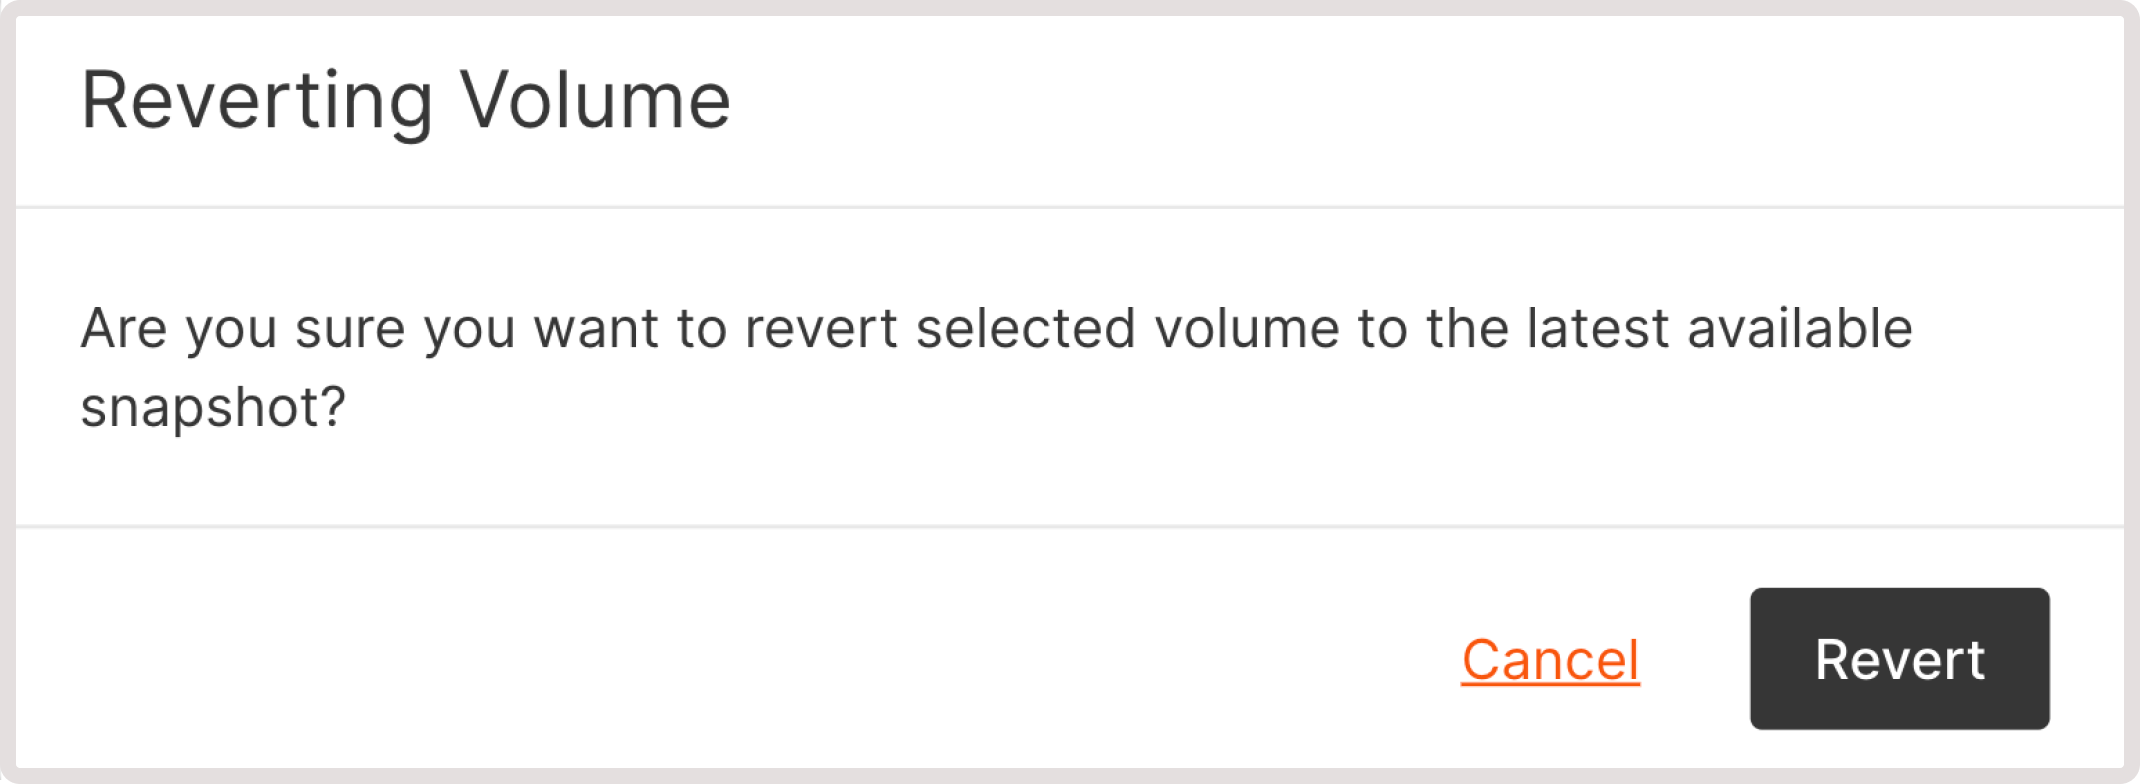 Reverting Volume
Are you sure you want to revert selected volume to the latest available
snapshot?
Cancel
Revert